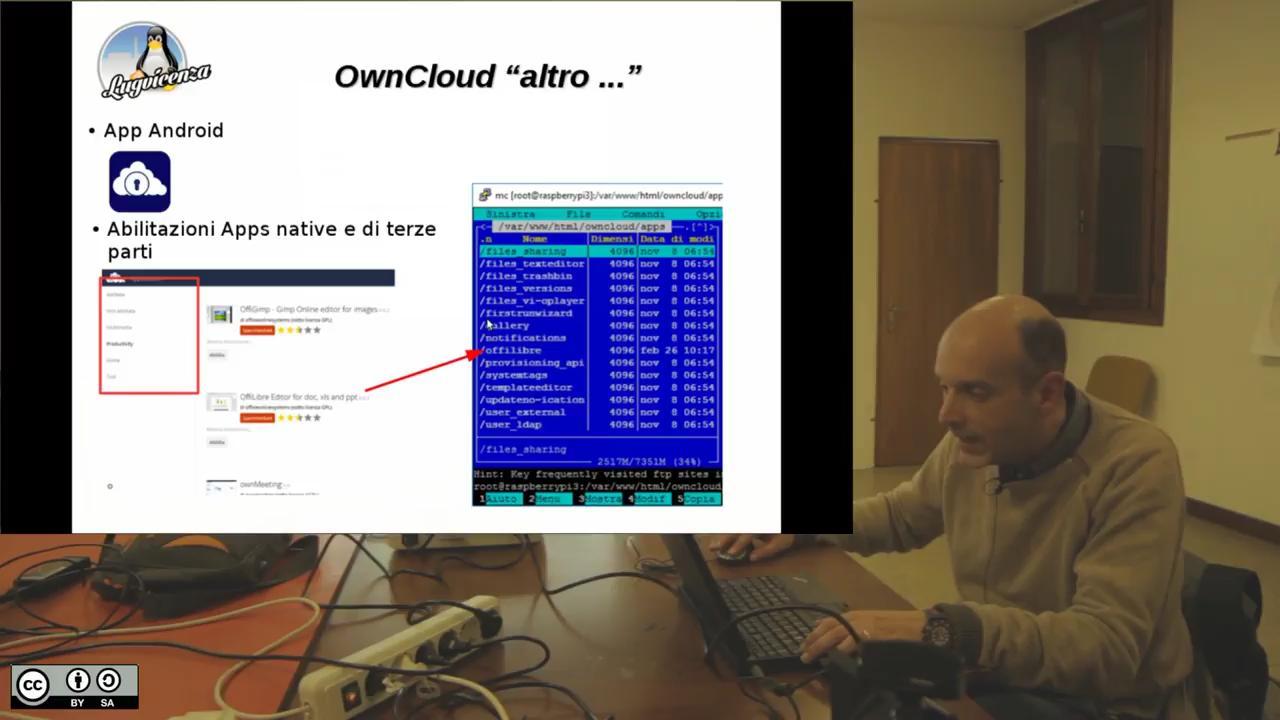 Lugvicenza
OwnCloud “altro ...”
• App Android
• Abilitazioni Apps native e di terze
parti
Productivity
OffiGimp - Gimp Online editor for images
OffiLibre Editor for doc, xls and ppt
ownMeeting
mc [root@raspberrypi3]:/var/www/html/owncloud/app
Sinistra File Comandi Opzi
/var/www/html/owncloud/apps .[^]>
.n Nome Dimensi Data di modi
/files_sharing 4096 nov 8 06:54
/files_texteditor 4096 nov 8 06:54
/files_trashbin 4096 nov 8 06:54
/files_versions 4096 nov 8 06:54
/files_vi~oplayer 4096 nov 8 06:54
/firstrunwizard 4096 nov 8 06:54
/gallery 4096 nov 8 06:54
/notifications 4096 nov 8 06:54
/offilibre 4096 feb 26 10:17
/provisioning_api 4096 nov 8 06:54
/systemtags 4096 nov 8 06:54
/templateeditor 4096 nov 8 06:54
/updateno~ication 4096 nov 8 06:54
/user_external 4096 nov 8 06:54
/user_ldap 4096 nov 8 06:54
/files_sharing
2517M/7351M (34%)
Hint: Key frequently visited ftp sites i
root@raspberrypi3:/var/www/html/owncloud
1Aiuto 2Menu 3Mostra 4Modif 5Copia
CC BY SA